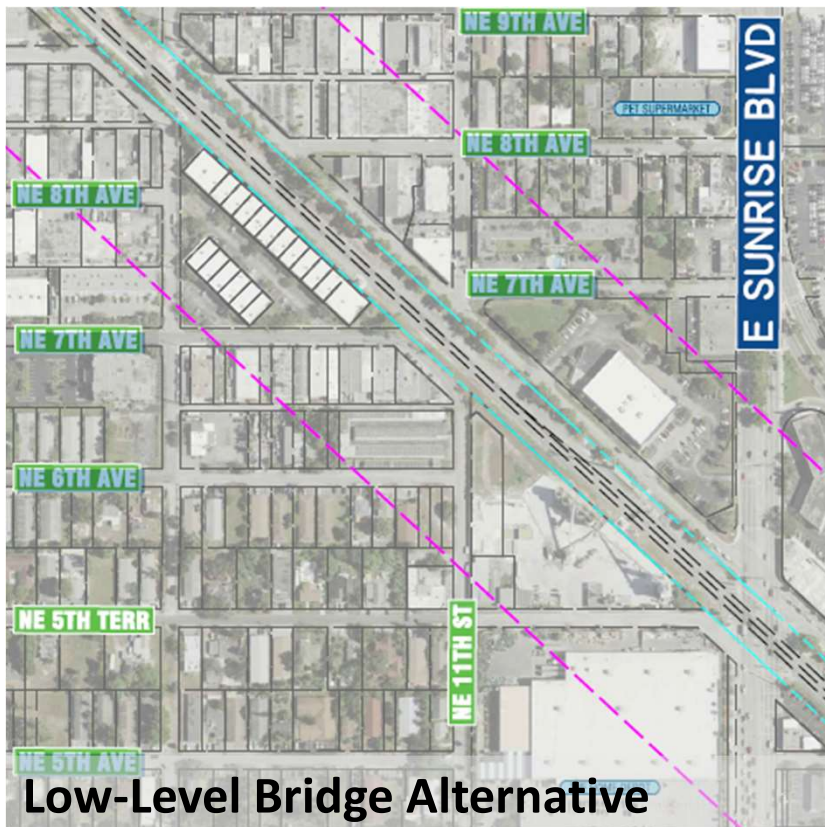 NE 9TH AVE
E SUNRISE BLVD
PET SUPERMARKET
NE 8TH AVE
NE 8TH AVE
NE 7TH AVE
NE 7TH AVE
NE 6TH AVE
NE 5TH TERR
NE 11TH ST
NE 5TH AVE
Low-Level Bridge Alternative